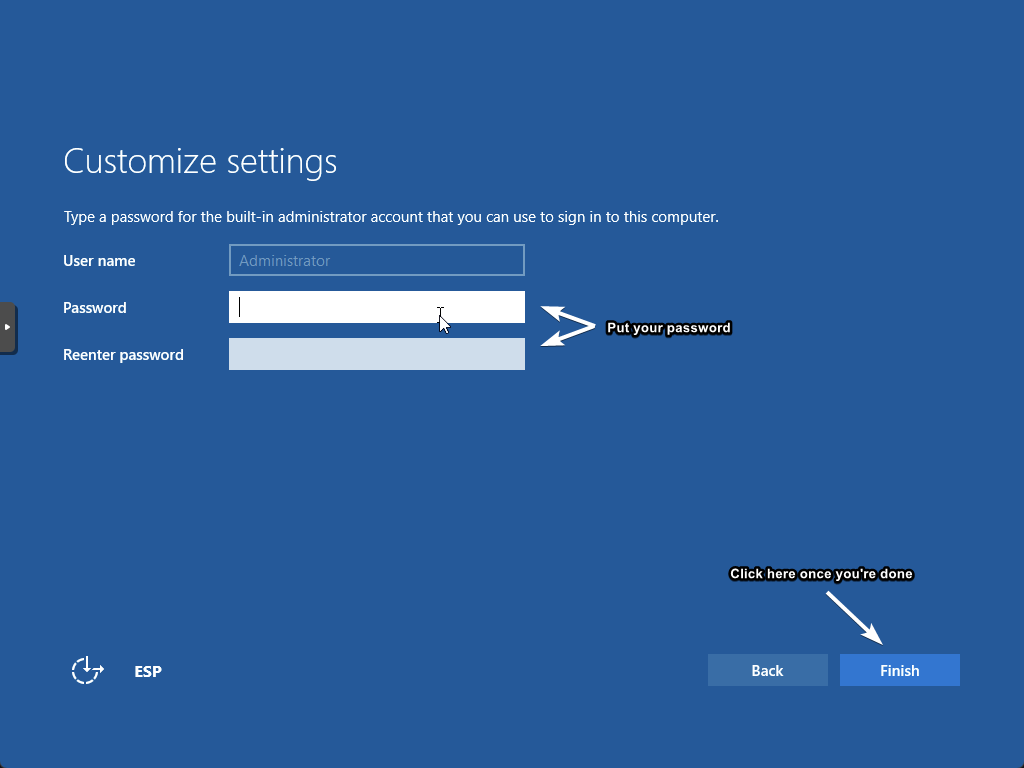 Customize settings
Type a password for the built-in administrator account that you can use to sign in to this computer.
User name
Administrator
Password
Put your password
Reenter password
Click here once you're done
ESP
Back
Finish